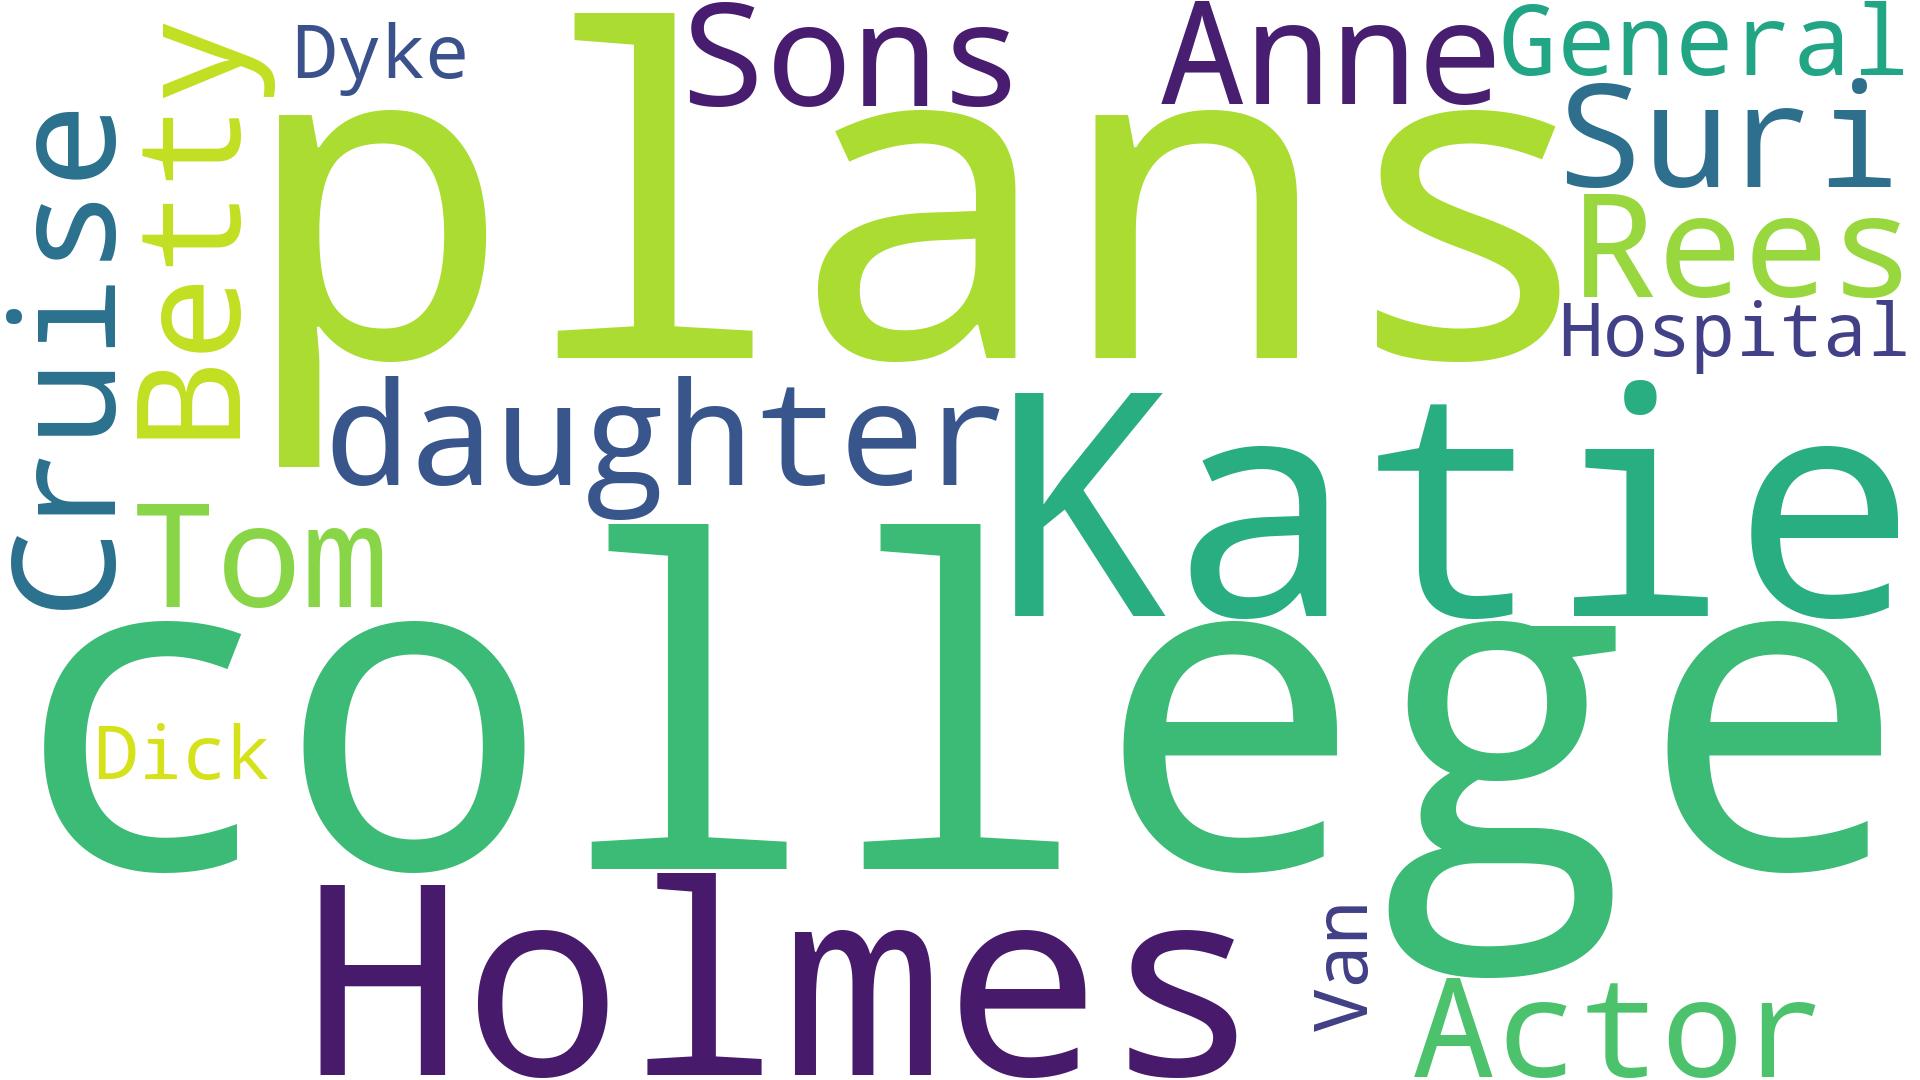 Dyke
Sons
Anne
General
Cruise
Betty
plans
Suri
Rees
Hospital
daughter
Katie
Tom
college
Dick
Holmes
Van
Actor